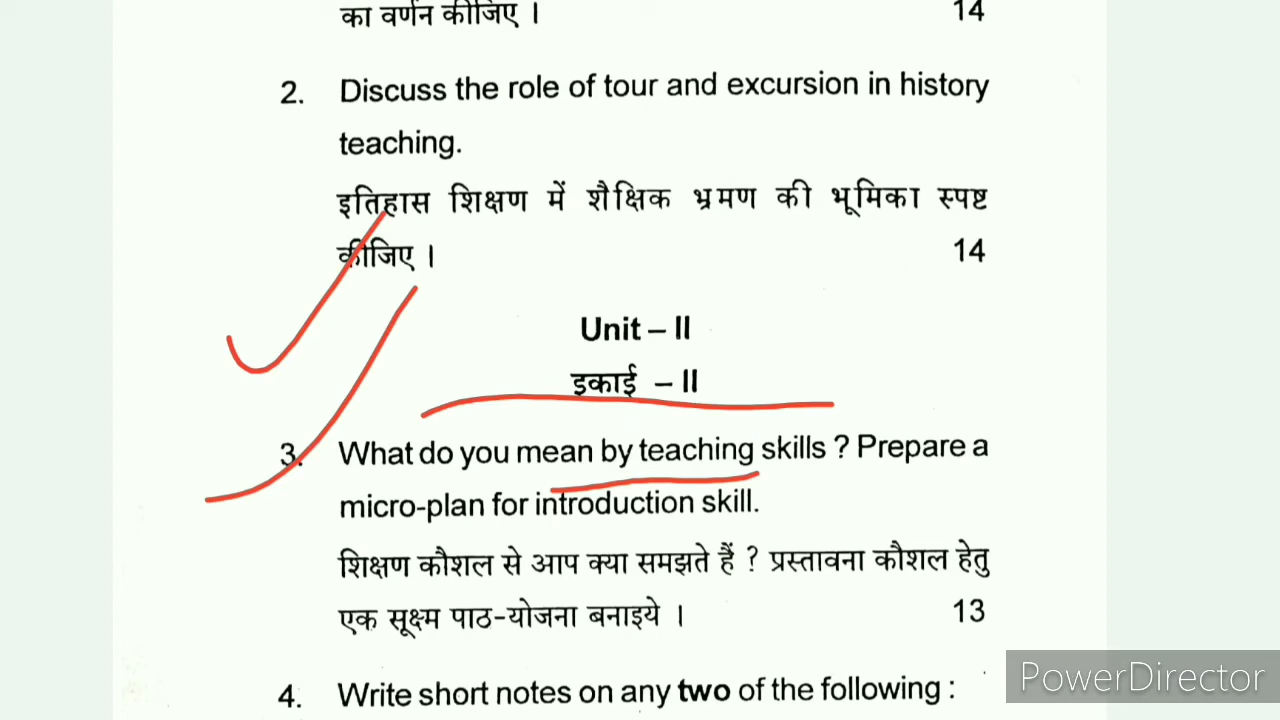 का वर्णन कीजिए ।
14
2. Discuss the role of tour and excursion in history
teaching.
इतिहास शिक्षण में शैक्षिक भ्रमण की भूमिका स्पष्ट
कीजिए ।
14
Unit – II
इकाई – II
3. What do you mean by teaching skills ? Prepare a
micro-plan for introduction skill.
शिक्षण कौशल से आप क्या समझते हैं ? प्रस्तावना कौशल हेतु
एक सूक्ष्म पाठ-योजना बनाइये ।
13
4. Write short notes on any two of the following :
PowerDirector